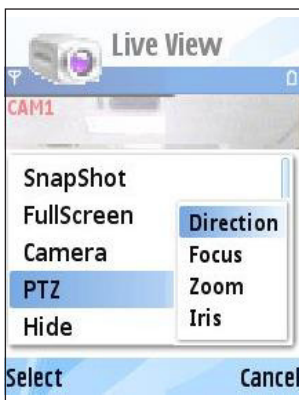 Live View
CAM1
SnapShot
FullScreen
Camera
PTZ
Hide
Direction
Focus
Zoom
Iris
Select
Cancel